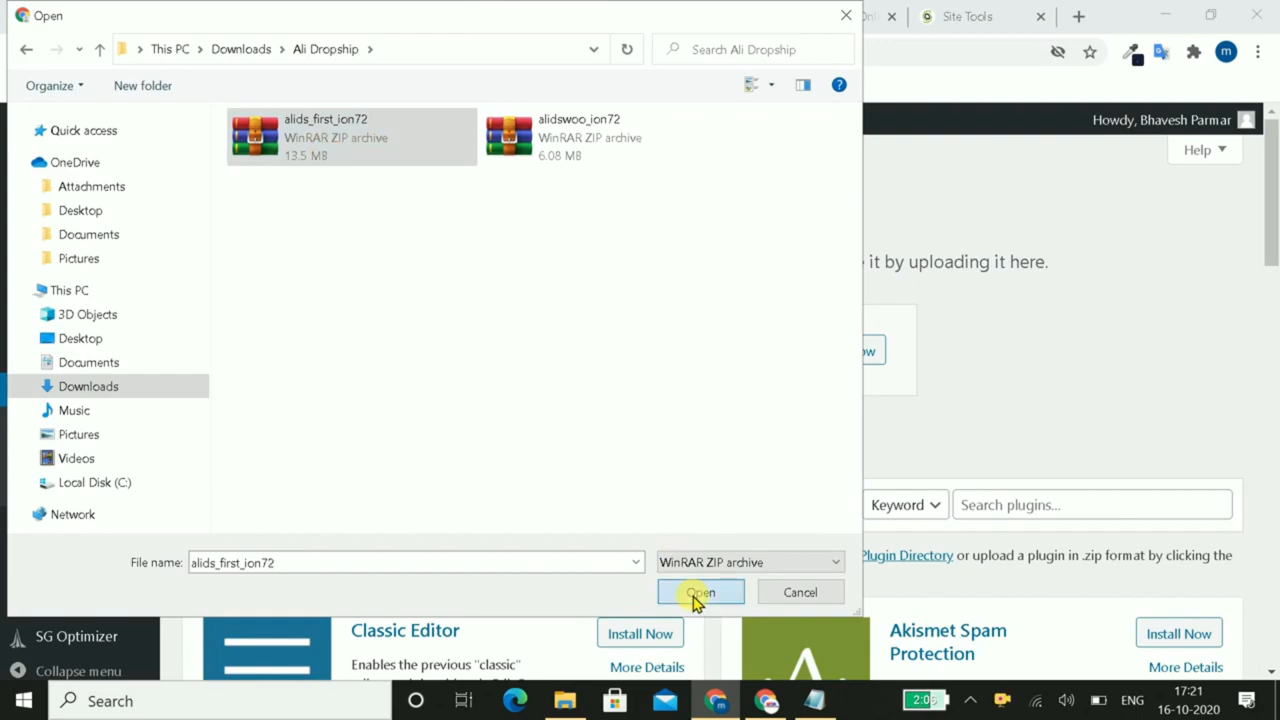 Open
Site Tools
This PC > Downloads > Ali Dropship >
Search Ali Dropship
Organize
New folder
Howdy, Bhavesh Parmar
Help
Quick access
OneDrive
Attachments
Desktop
Documents
Pictures
This PC
3D Objects
Desktop
Documents
Downloads
Music
Pictures
Videos
Local Disk (C:)
Network
alids_first_ion72
WinRAR ZIP archive
13.5 MB
alidswoo_ion72
WinRAR ZIP archive
6.08 MB
it by uploading it here.
ow
Keyword
Search plugins...
Plugin Directory or upload a plugin in .zip format by clicking the
File name: alids_first_ion72
WinRAR ZIP archive
Open
Cancel
SG Optimizer
Collapse menu
Classic Editor
Install Now
Enables the previous “classic”
More Details
Akismet Spam
Protection
Install Now
More Details
Search
ENG
17:21
16-10-2020
m